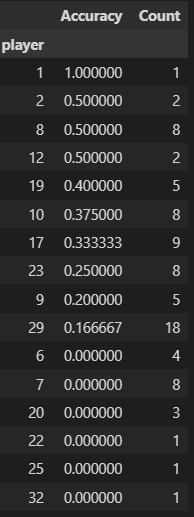 Accuracy Count
player
1 1.000000 1
2 0.500000 2
8 0.500000 8
12 0.500000 2
19 0.400000 5
10 0.375000 8
17 0.333333 9
23 0.250000 8
9 0.200000 5
29 0.166667 18
6 0.000000 4
7 0.000000 8
20 0.000000 3
22 0.000000 1
25 0.000000 1
32 0.000000 1